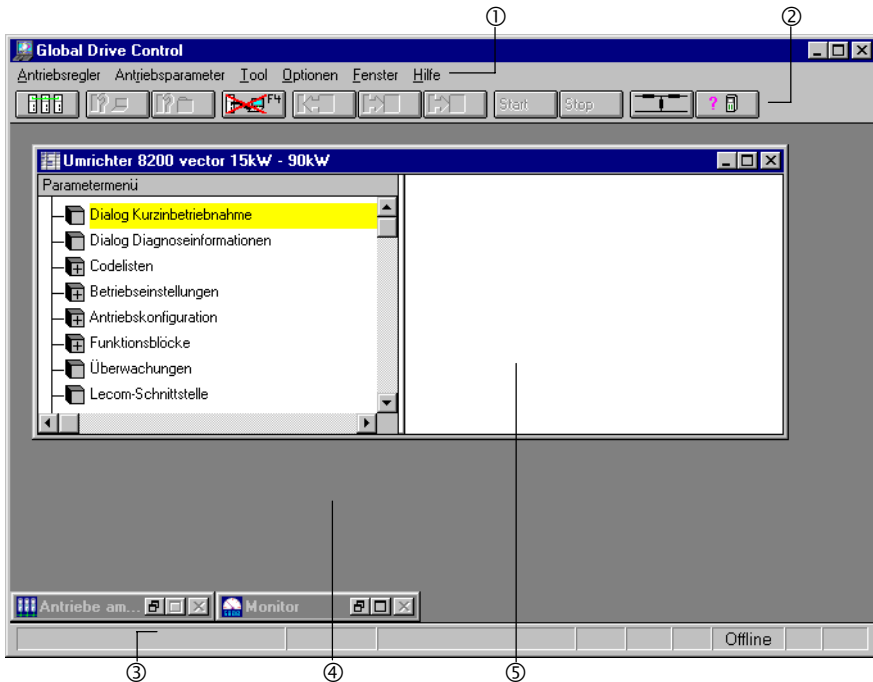 ① ②
Global Drive Control
Antriebsregler Antriebsparameter Tool Optionen Fenster Hilfe
F4 Start Stop ?
Umrichter 8200 vector 15kW - 90kW
Parametermenü
Dialog Kurzinbetriebnahme
Dialog Diagnoseinformationen
Codelisten
Betriebseinstellungen
Antriebskonfiguration
Funktionsblöcke
Überwachungen
Lecom-Schnittstelle
Antriebe am... Monitor
Offline
③ ④ ⑤